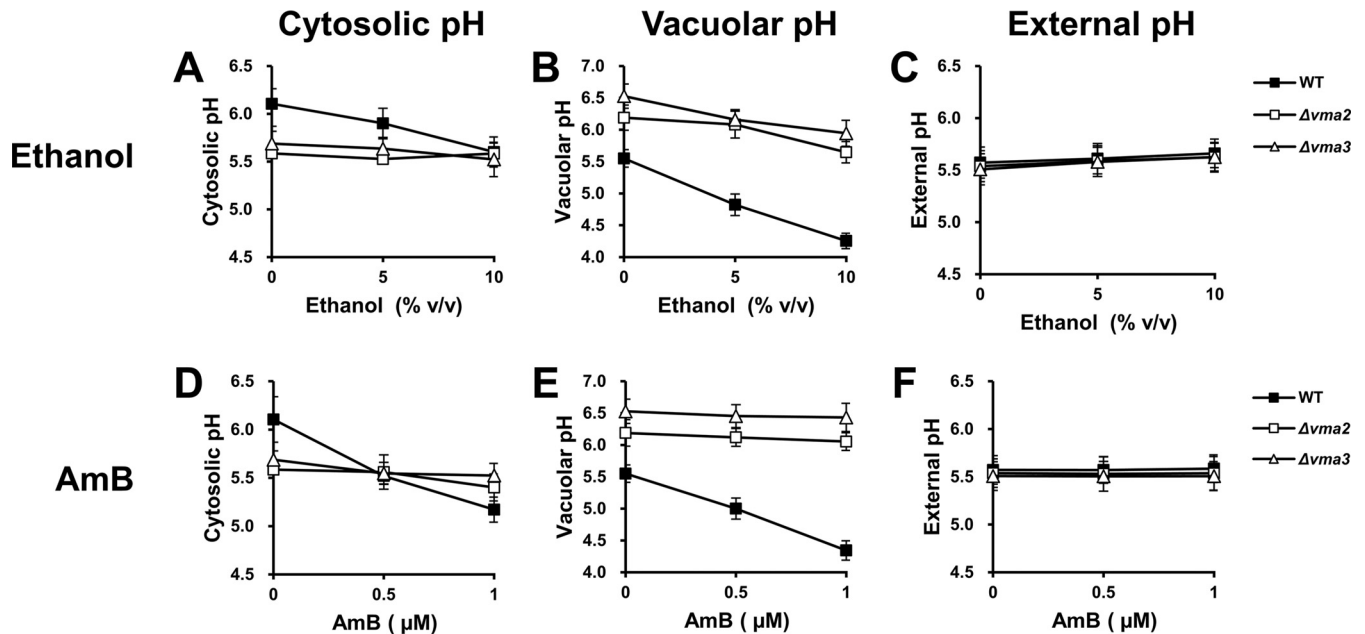 Cytosolic pH Vacuolar pH External pH
Ethanol
A
Cytosolic pH
6.5
6.0
5.5
5.0
4.5
0 5 10
Ethanol (% v/v)
B
Vacuolar pH
7.0
6.5
6.0
5.5
5.0
4.5
4.0
0 5 10
Ethanol (% v/v)
C
External pH
6.5
5.5
4.5
0 5 10
Ethanol (% v/v)
WT
Δvma2
Δvma3
AmB
D
Cytosolic pH
6.5
6.0
5.5
5.0
4.5
0 0.5 1
AmB ( µM)
E
Vacuolar pH
7.0
6.5
6.0
5.5
5.0
4.5
4.0
0 0.5 1
AmB ( µM)
F
External pH
6.5
6.0
5.5
5.0
4.5
0 0.5 1
AmB ( µM)
WT
Δvma2
Δvma3